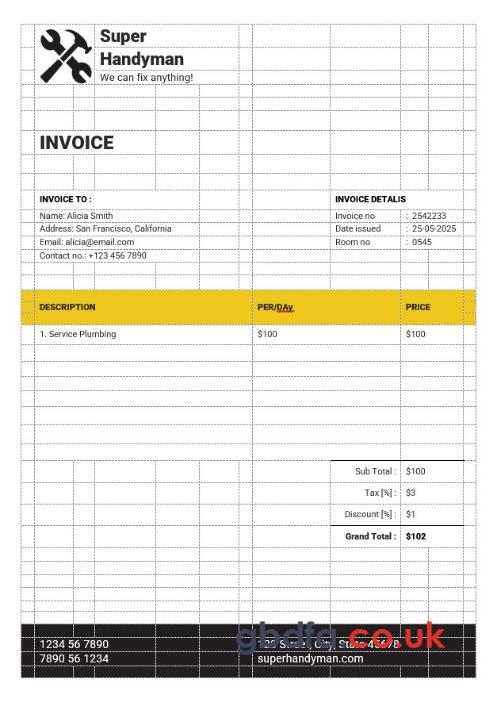 Super
Handyman
We can fix anything!
INVOICE
INVOICE TO :
Name: Alicia Smith
Address: San Francisco, California
Email: alicia@email.com
Contact no.: +123 456 7890
INVOICE DETALIS
Invoice no : 2542233
Date issued : 25-05-2025
Room no : 0545
DESCRIPTION PER/DAy PRICE
1. Service Plumbing $100 $100
Sub Total : $100
Tax [%] : $3
Discount [%] : $1
Grand Total : $102
gbdfg.co.uk
1234 56 7890 123 Street, City, State 45678
7890 56 1234 superhandyman.com